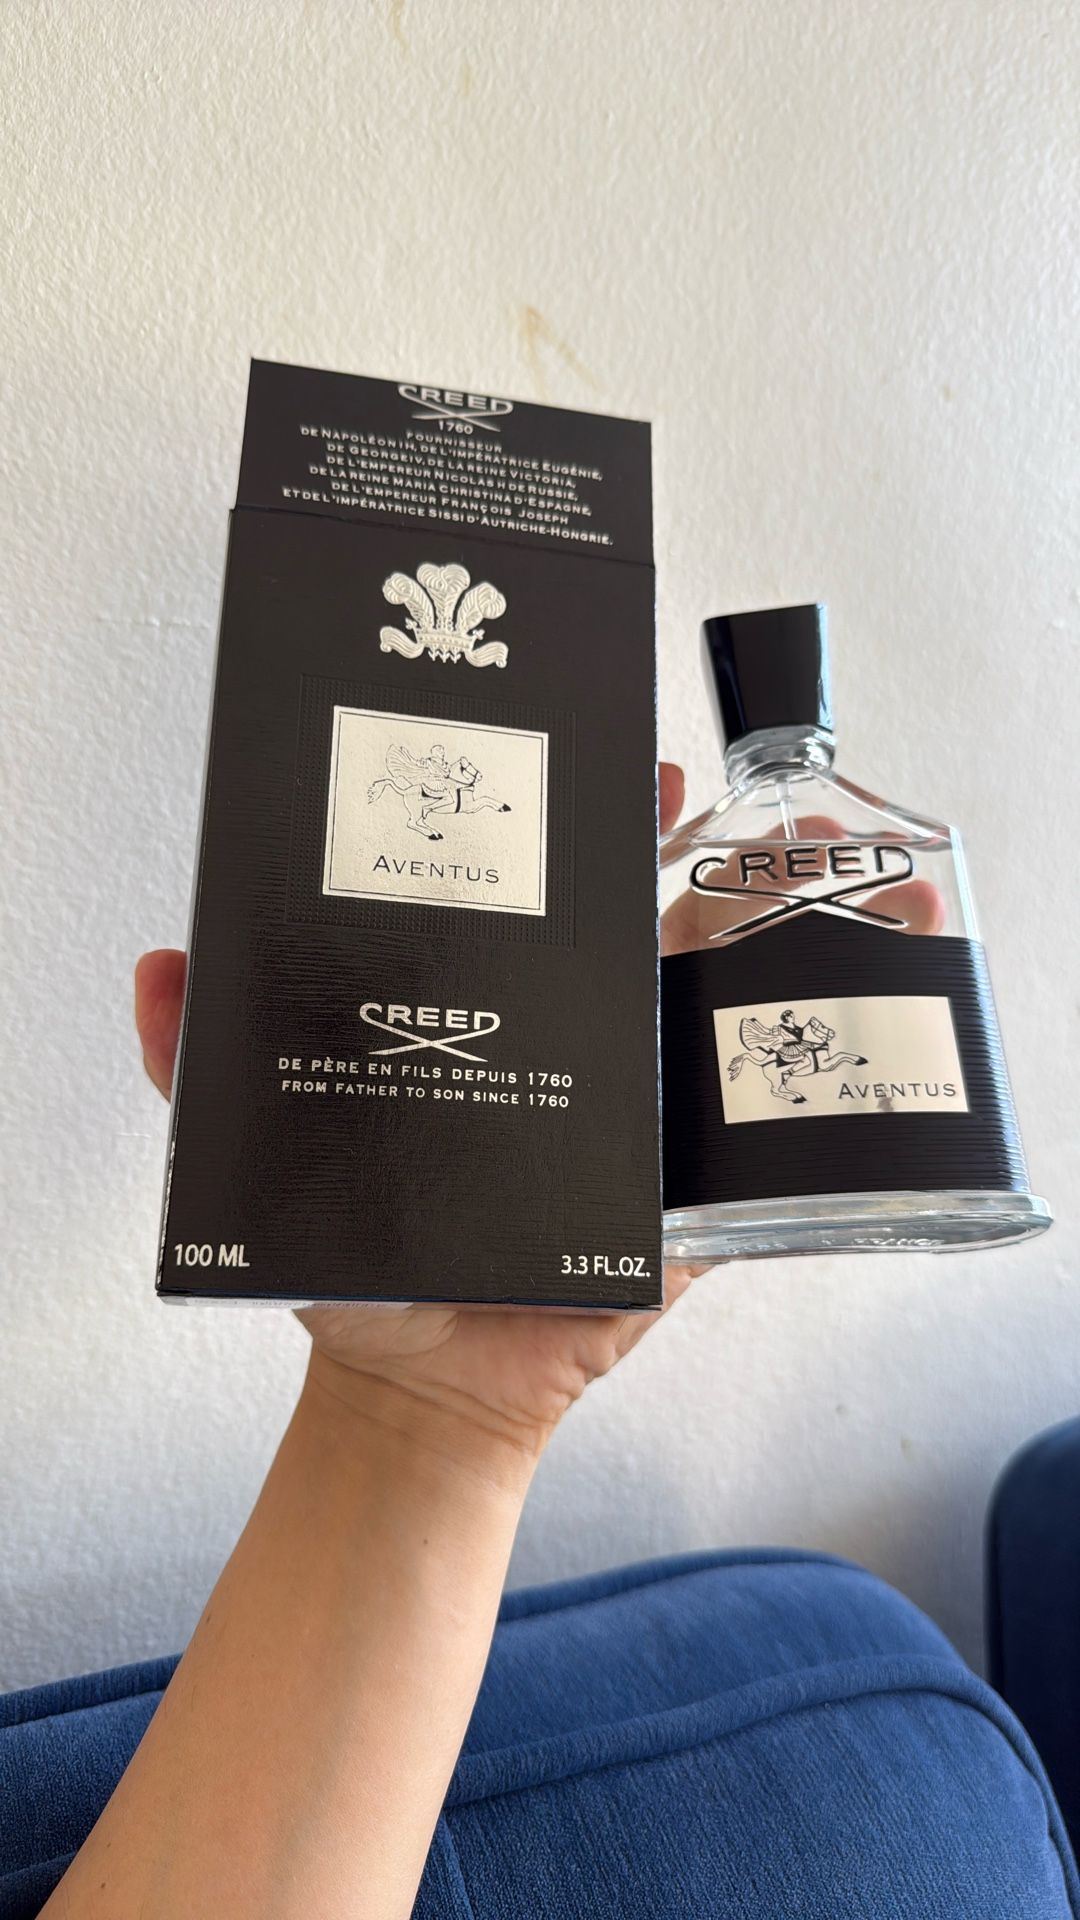 CREED
1760
FOURNISSEUR
DE NAPOLÉON III, DE L'IMPÉRATRICE EUGÉNIE,
DE GEORGE IV, DE LA REINE VICTORIA,
DE L'EMPEREUR NICOLAS II DE RUSSIE,
DE LA REINE MARIA CHRISTINA D'ESPAGNE,
DE L'EMPEREUR FRANÇOIS JOSEPH
ET DE L'IMPÉRATRICE SISSI D'AUTRICHE-HONGRIE.
AVENTUS
CREED
DE PÈRE EN FILS DEPUIS 1760
FROM FATHER TO SON SINCE 1760
100 ML
3.3 FL.OZ.
CREED
AVENTUS
FRANCE